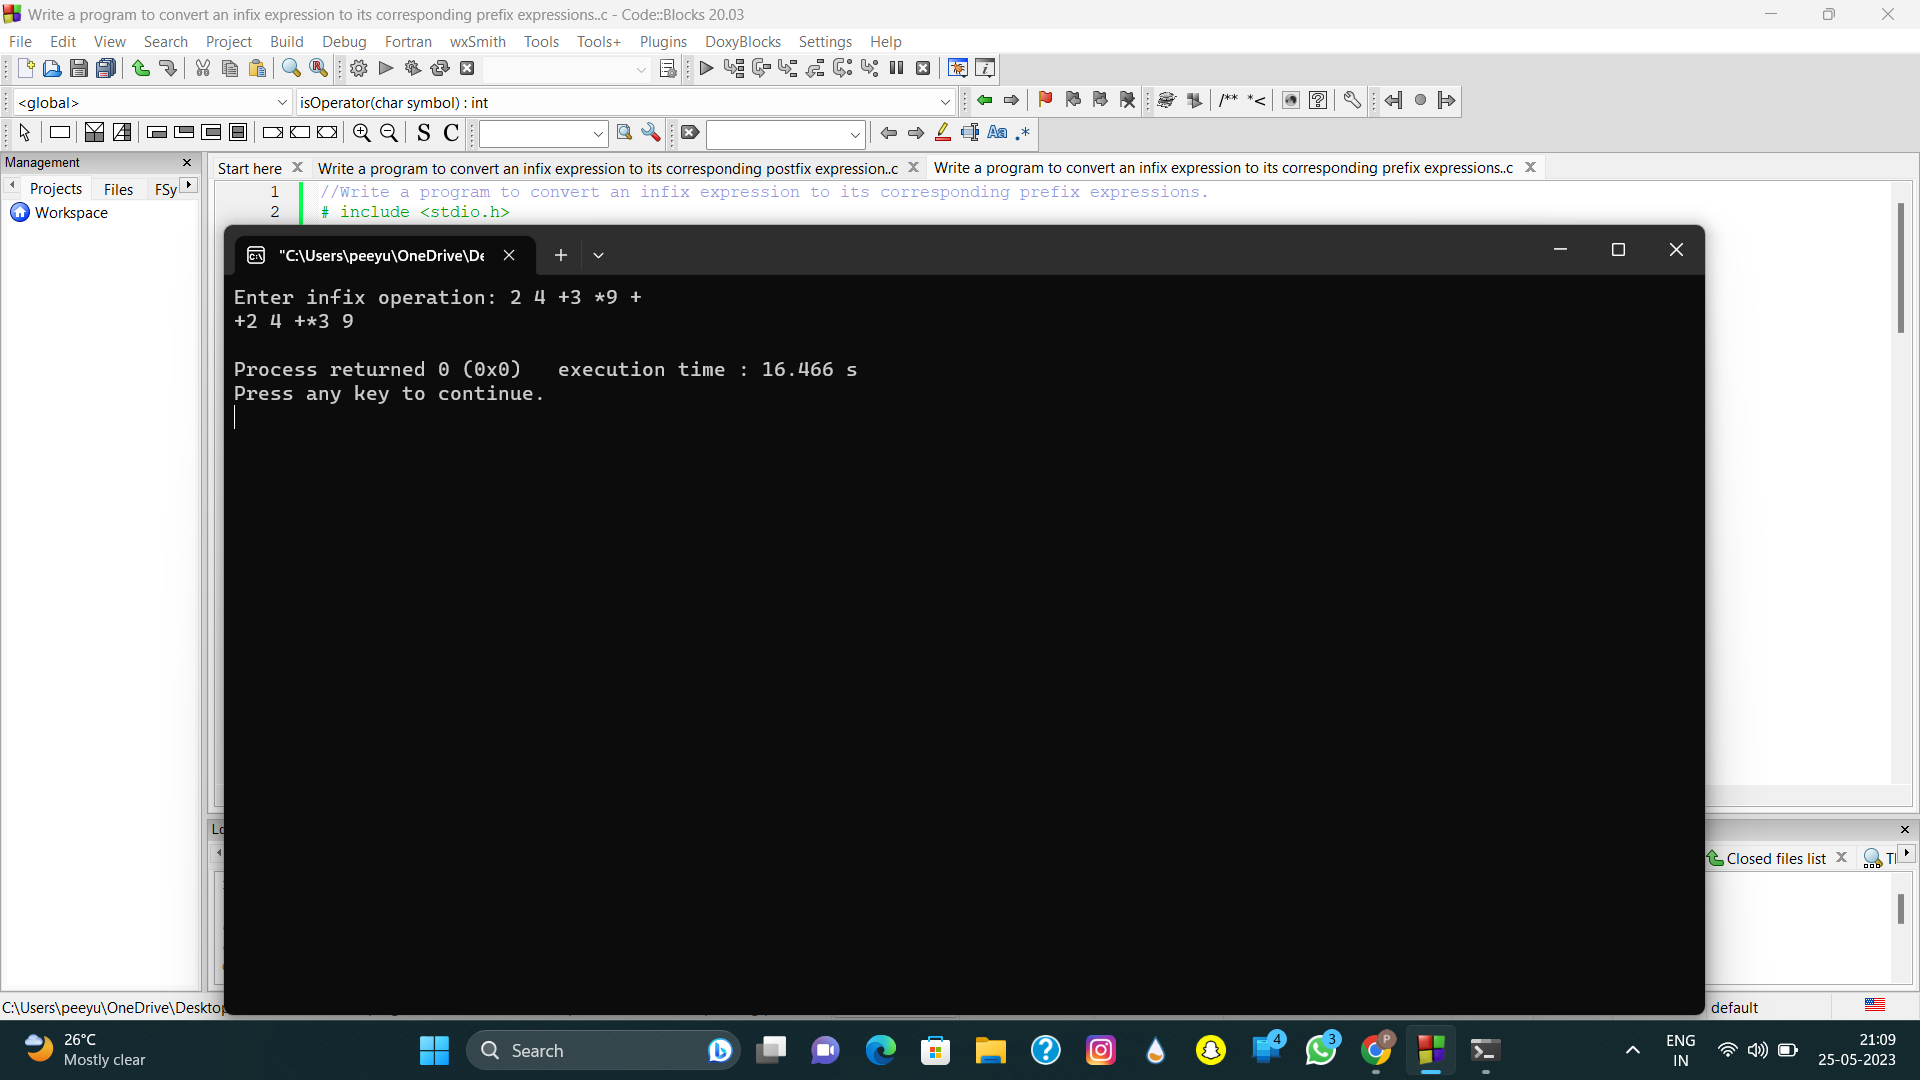 Write a program to convert an infix expression to its corresponding prefix expressions..c - Code::Blocks 20.03
File Edit View Search Project Build Debug Fortran wxSmith Tools Tools+ Plugins DoxyBlocks Settings Help
<global> isOperator(char symbol) : int
/** *<
S C Aa .*
Management
Start here Write a program to convert an infix expression to its corresponding postfix expression..c Write a program to convert an infix expression to its corresponding prefix expressions..c
Projects Files FSy
Workspace
1 //Write a program to convert an infix expression to its corresponding prefix expressions.
2 # include <stdio.h>
"C:\Users\peeyu\OneDrive\De
Enter infix operation: 2 4 +3 *9 +
+2 4 +*3 9
Process returned 0 (0x0) execution time : 16.466 s
Press any key to continue.
Closed files list
C:\Users\peeyu\OneDrive\Desktop
default
26°C
Mostly clear
Search
4
3
P
ENG
IN
21:09
25-05-2023